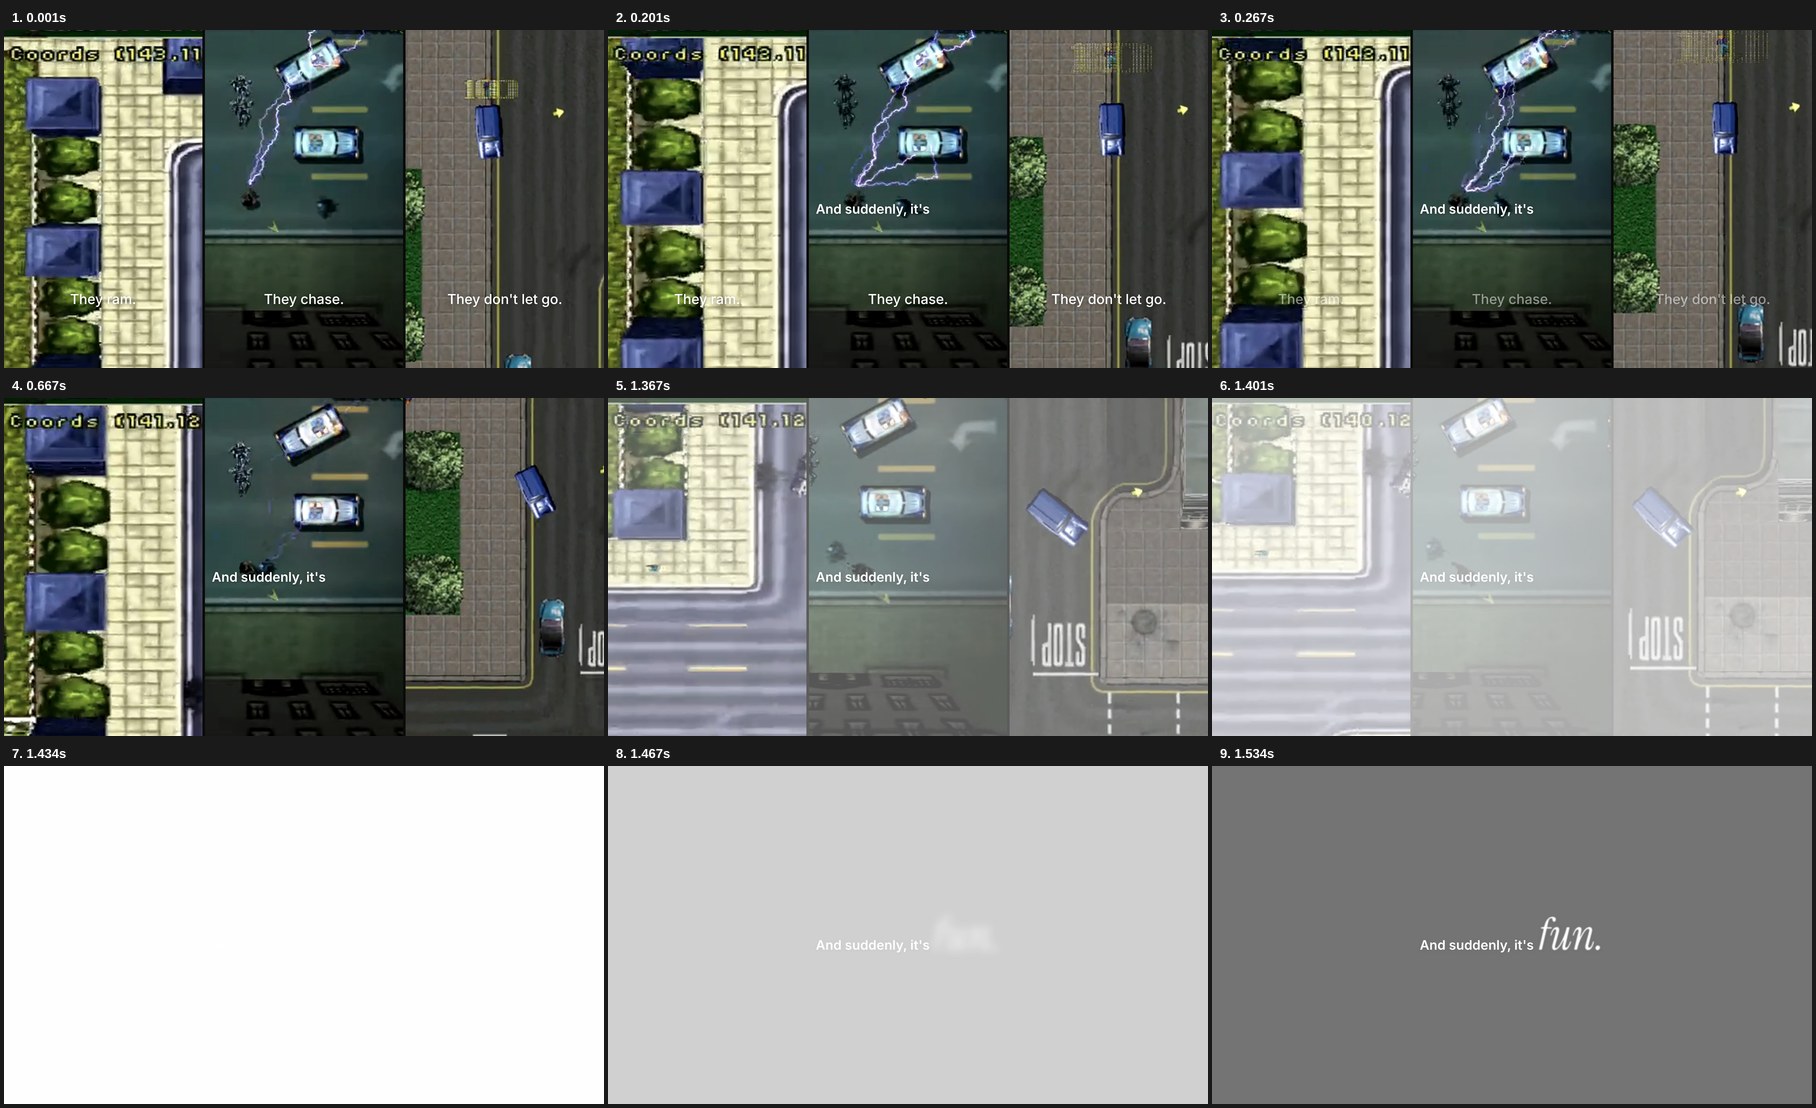 1. 0.001s
Coords (143.11
They ram.
They chase.
They don't let go.
2. 0.201s
Coords (142.11
And suddenly, it's
They ram.
They chase.
They don't let go.
3. 0.267s
Coords (142.11
And suddenly, it's
They ram.
They chase.
They don't let go.
4. 0.667s
Coords (141.12
And suddenly, it's
5. 1.367s
Coords (141.12
And suddenly, it's
STOP
6. 1.401s
Coords (140.12
And suddenly, it's
STOP
7. 1.434s
8. 1.467s
And suddenly, it's fun.
9. 1.534s
And suddenly, it's fun.